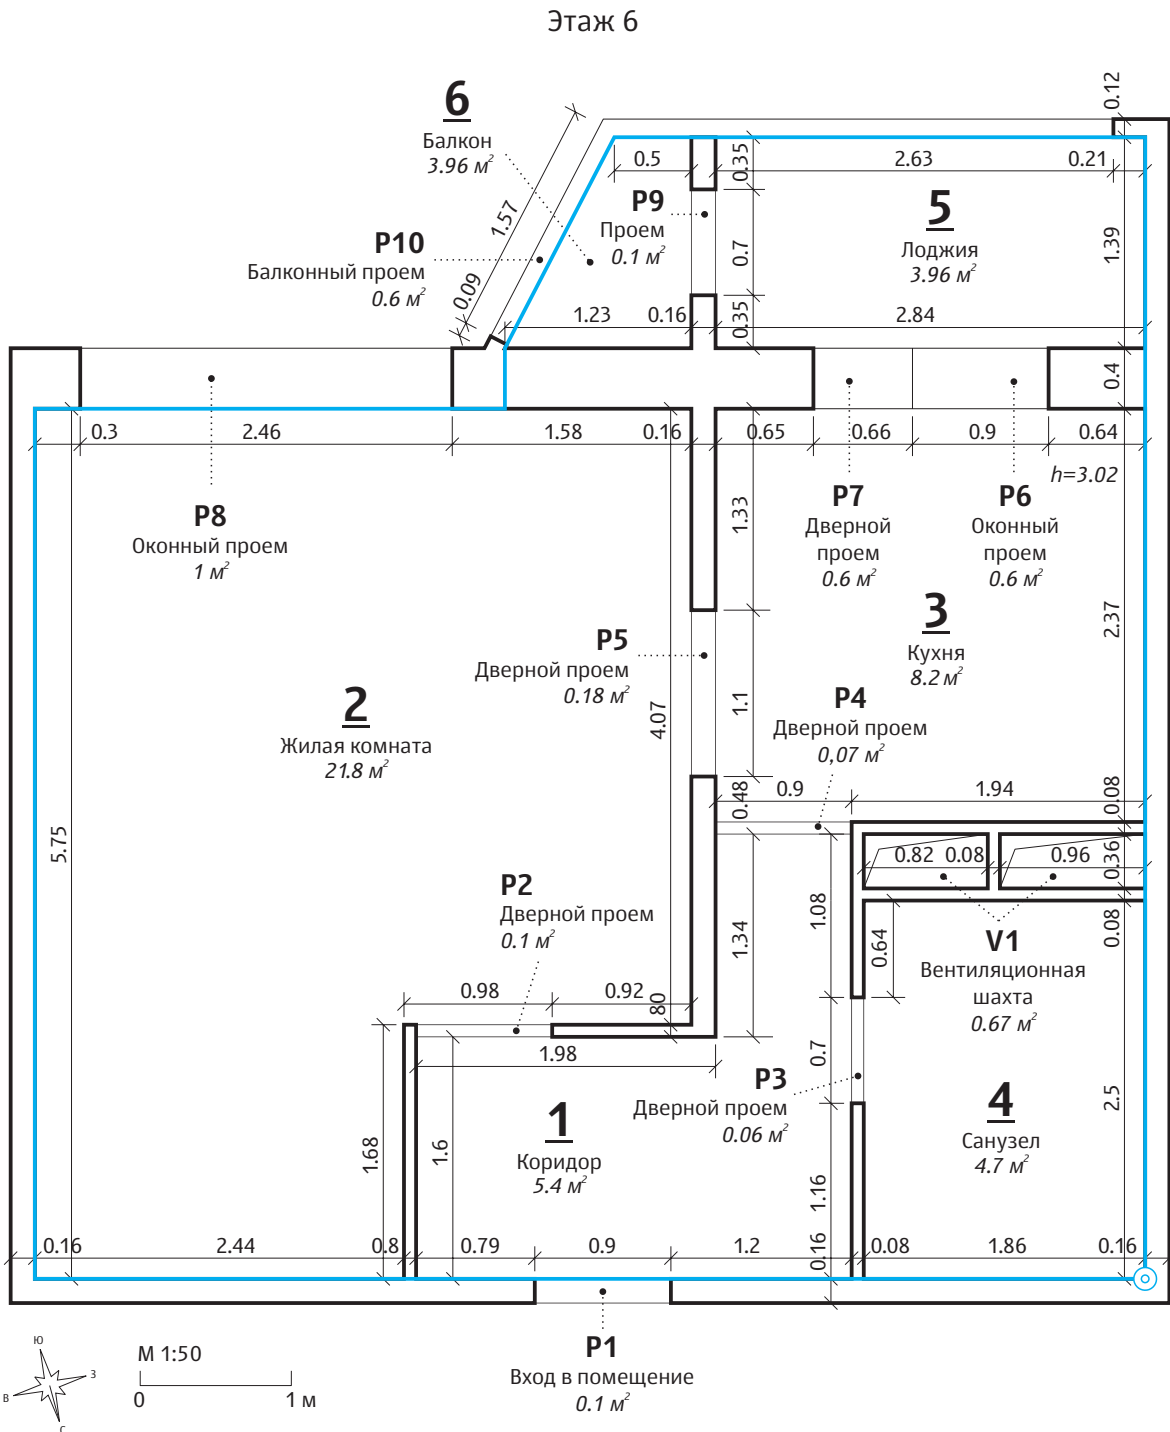 Этаж 6
0.12
6
Балкон
3.96 м²
0.5
0.35
2.63
0.21
1.57
P9
Проем
0.1 м²
5
Лоджия
3.96 м²
0.7
1.39
P10
Балконный проем
0.6 м²
0.09
1.23
0.16
0.35
2.84
0.4
0.3
2.46
1.58
0.16
0.65
0.66
0.9
0.64
h=3.02
P8
Оконный проем
1 м²
1.33
P7
Дверной
проем
0.6 м²
P6
Оконный
проем
0.6 м²
2.37
3
Кухня
8.2 м²
P5
Дверной проем
0.18 м²
4.07
1.1
2
Жилая комната
21.8 м²
P4
Дверной проем
0,07 м²
0.48
0.9
1.94
0.08
5.75
0.82
0.08
0.96
0.36
P2
Дверной проем
0.1 м²
1.34
1.08
0.64
0.08
V1
Вентиляционная
шахта
0.67 м²
0.98
0.92
80
1.98
0.7
P3
Дверной проем
0.06 м²
2.5
4
Санузел
4.7 м²
1
Коридор
5.4 м²
1.68
1.6
1.16
0.16
2.44
0.8
0.79
0.9
1.2
0.16
0.08
1.86
0.16
P1
Вход в помещение
0.1 м²
Ю
В
З
С
М 1:50
0
1 м